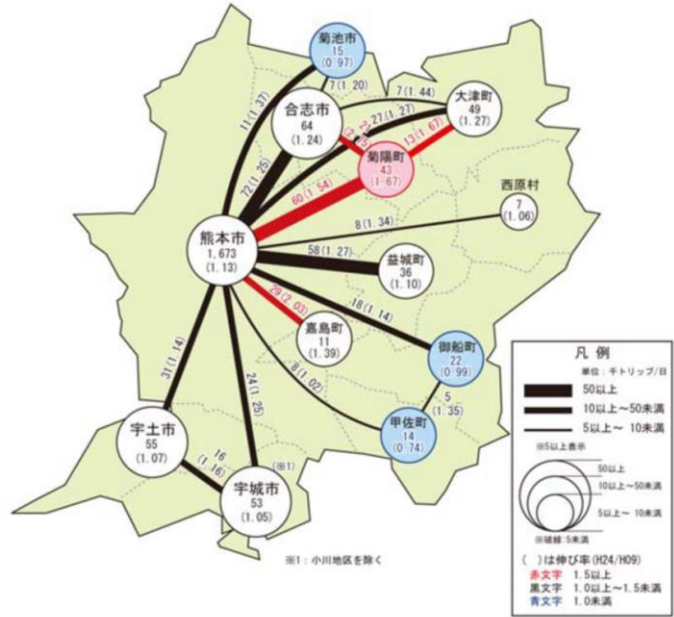 菊池市
15
(0.97)
7(1.20)
7(1.44)
大津町
49
(1.27)
合志市
64
(1.24)
11(1.37)
27(1.27)
13(1.67)
菊陽町
43
(1.67)
72(1.25)
60(1.54)
西原村
7
(1.06)
8(1.34)
熊本市
1,673
(1.13)
58(1.27)
益城町
36
(1.10)
29(2.03)
18(1.14)
嘉島町
11
(1.39)
御船町
22
(0.99)
31(1.14)
24(1.25)
8(1.02)
5
(1.35)
甲佐町
14
(0.74)
宇土市
55
(1.07)
16
(1.16)
(※1)
宇城市
53
(1.05)
※1：小川地区を除く
凡 例
単位：千トリップ/日
50以上
10以上～50未満
5以上～ 10未満
※5以上表示
50以上
10以上～50未満
5以上～ 10未満
※破線：5未満
( )は伸び率(H24/H09)
赤文字 1.5以上
黒文字 1.0以上～1.5未満
青文字 1.0未満